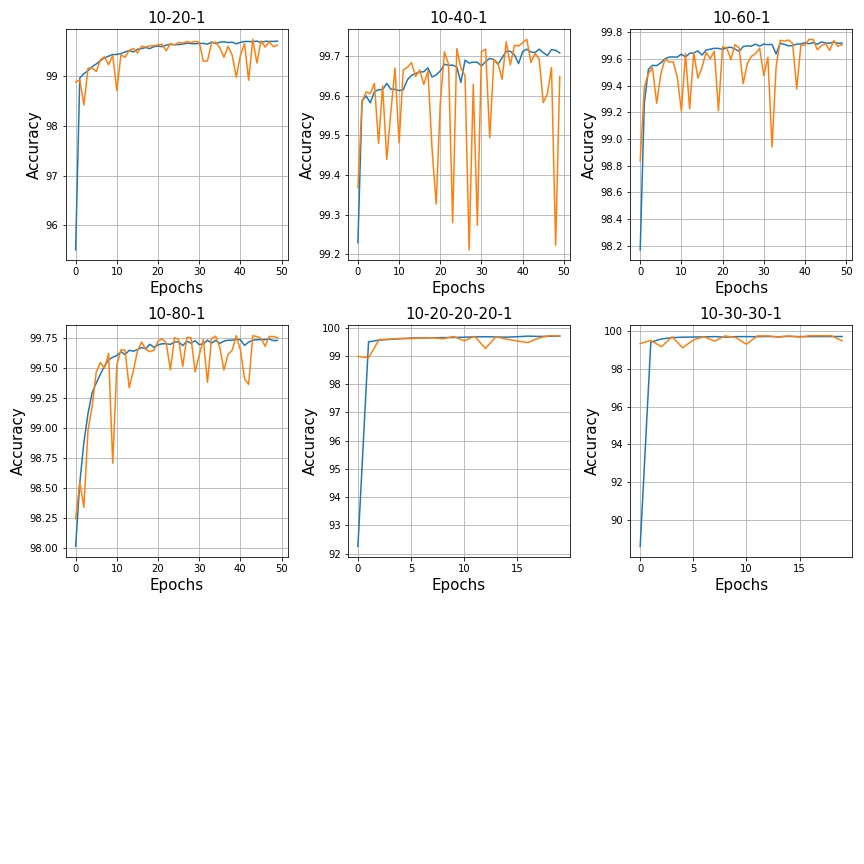 10-20-1
Accuracy
99
98
97
96
0 10 20 30 40 50
Epochs
10-40-1
Accuracy
99.7
99.6
99.5
99.4
99.3
99.2
0 10 20 30 40 50
Epochs
10-60-1
Accuracy
99.8
99.6
99.4
99.2
99.0
98.8
98.6
98.4
98.2
0 10 20 30 40 50
Epochs
10-80-1
Accuracy
99.75
99.50
99.25
99.00
98.75
98.50
98.25
98.00
0 10 20 30 40 50
Epochs
10-20-20-20-1
Accuracy
100
99
98
97
96
95
94
93
92
0 5 10 15
Epochs
10-30-30-1
Accuracy
100
98
96
94
92
90
0 5 10 15
Epochs